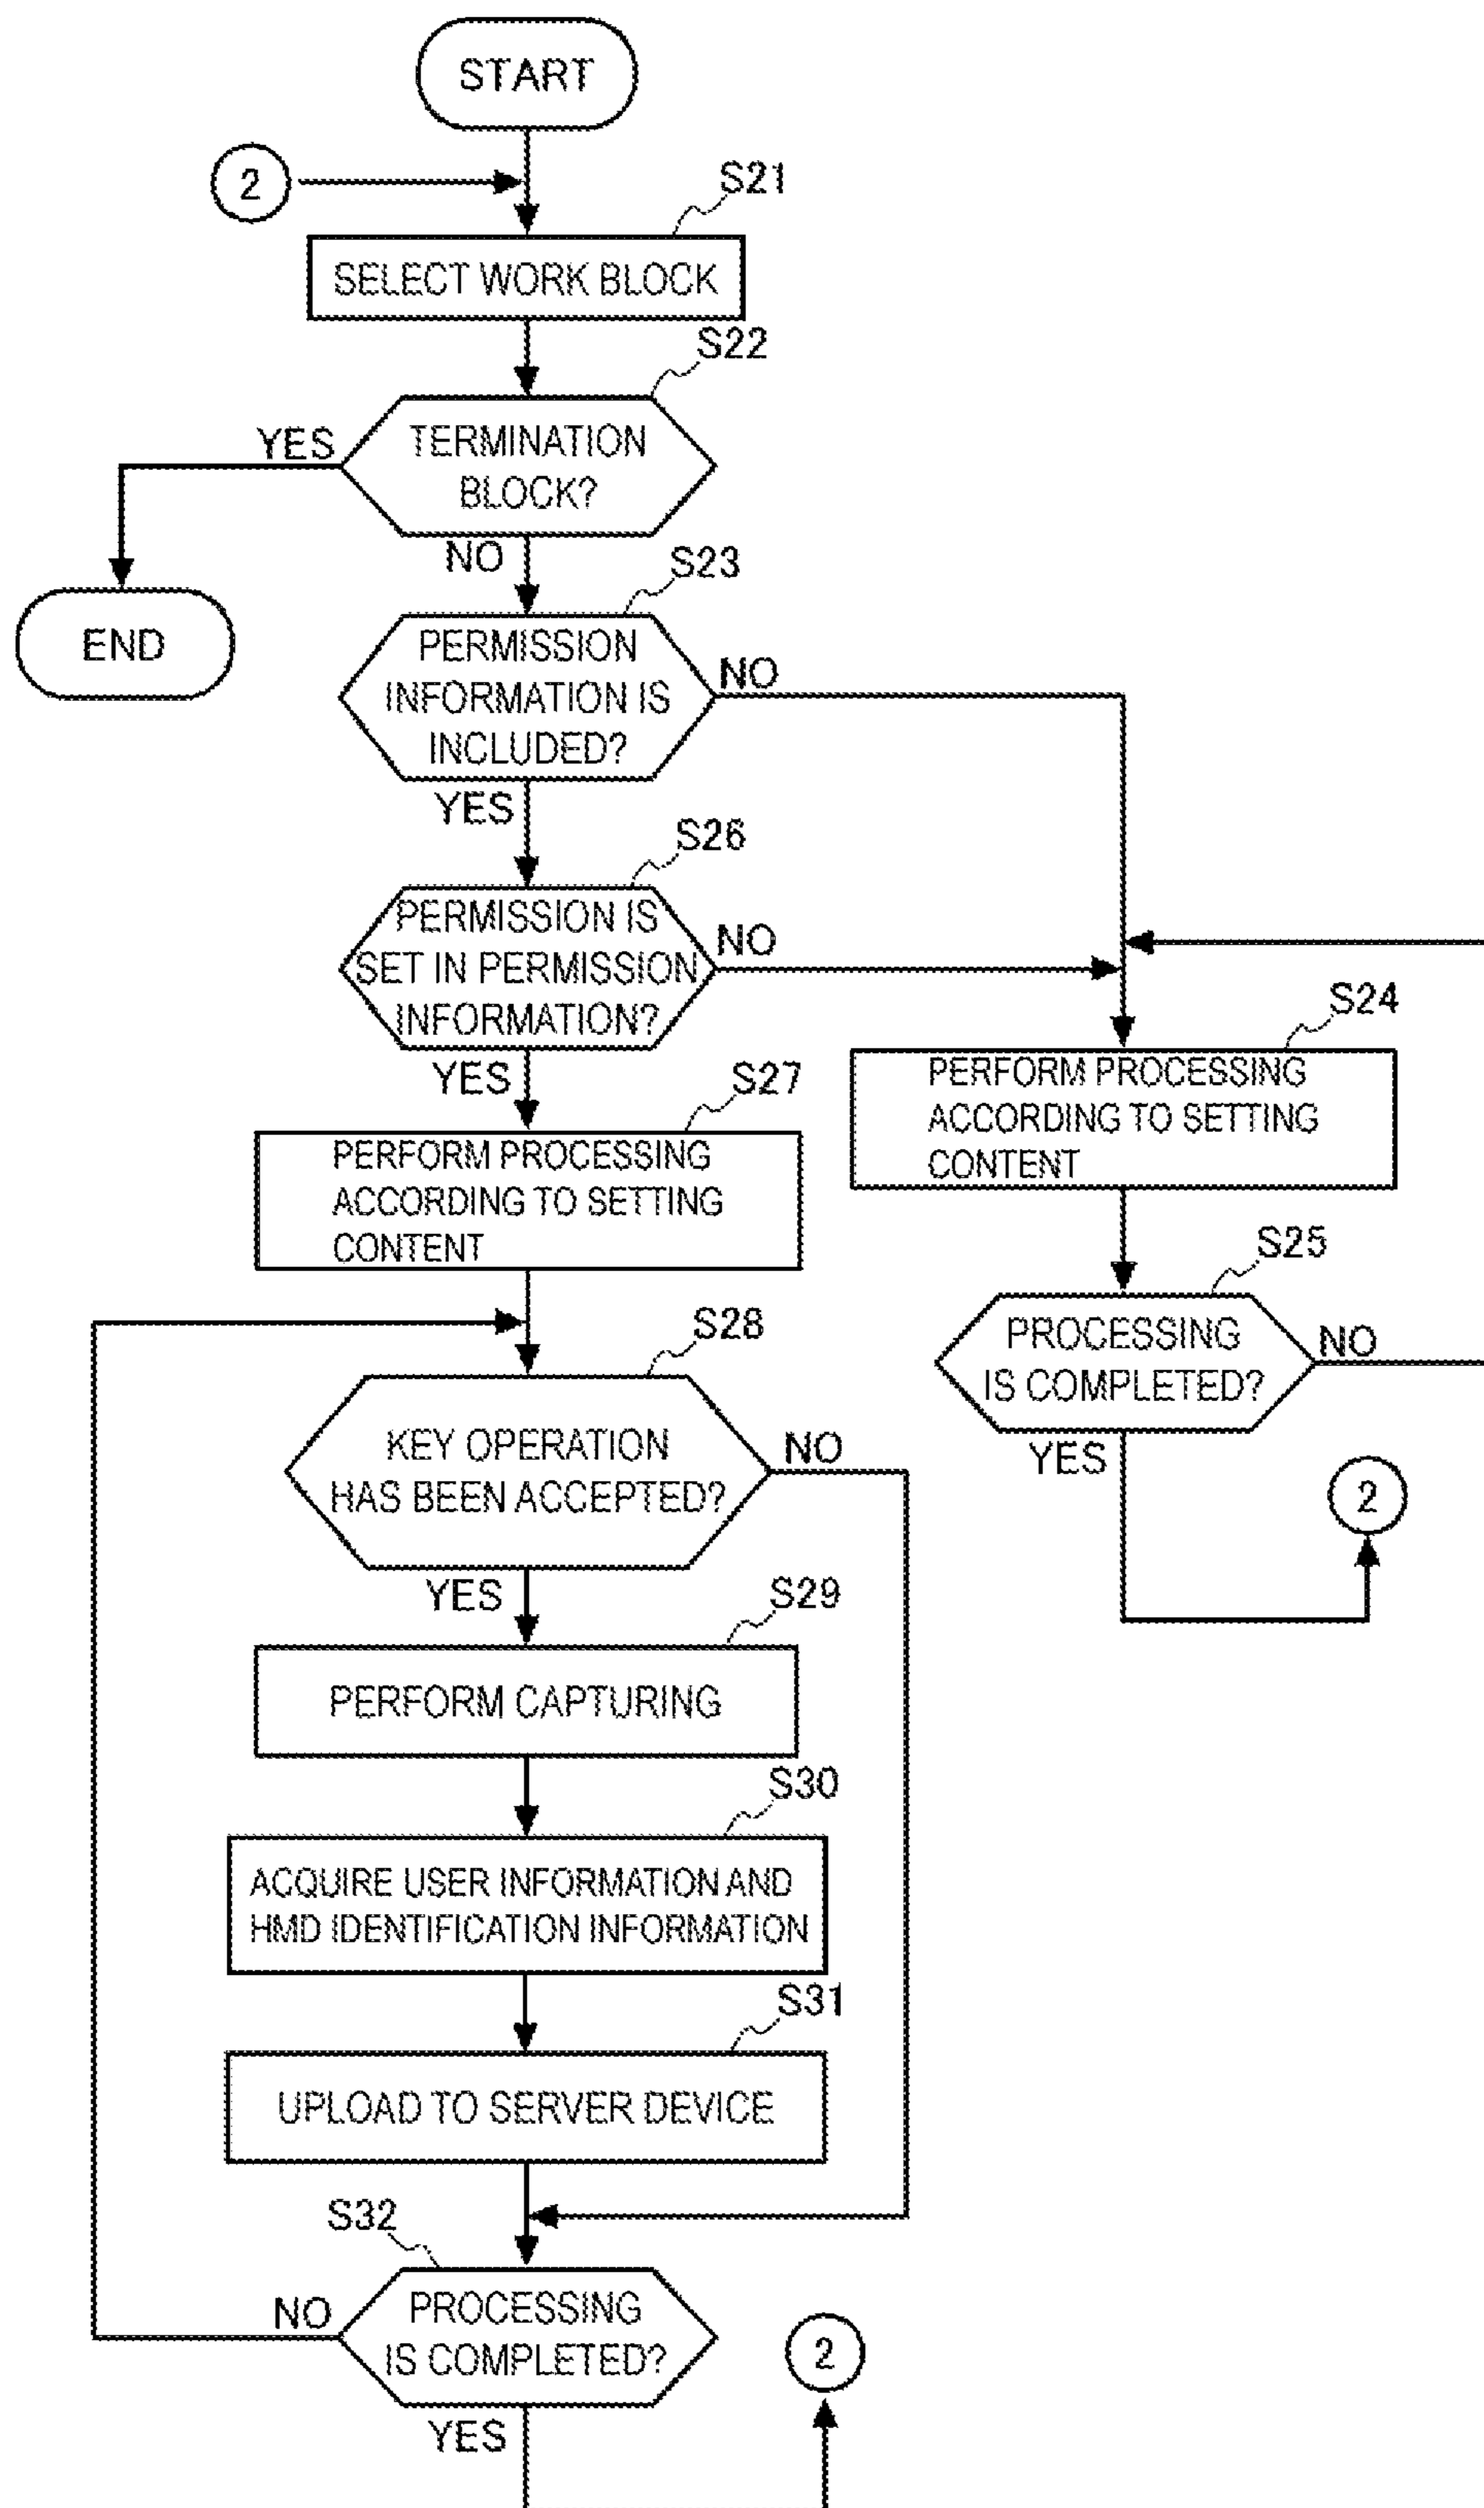 START
2
S21
SELECT WORK BLOCK
S22
YES
TERMINATION
BLOCK?
NO
S23
END
PERMISSION
INFORMATION IS
INCLUDED?
NO
YES
S26
PERMISSION IS
SET IN PERMISSION
INFORMATION?
NO
YES
S24
PERFORM PROCESSING
ACCORDING TO SETTING
CONTENT
S27
PERFORM PROCESSING
ACCORDING TO SETTING
CONTENT
S25
PROCESSING
IS COMPLETED?
NO
YES
2
S28
KEY OPERATION
HAS BEEN ACCEPTED?
NO
YES
S29
PERFORM CAPTURING
S30
ACQUIRE USER INFORMATION AND
HMD IDENTIFICATION INFORMATION
S31
UPLOAD TO SERVER DEVICE
S32
NO
PROCESSING
IS COMPLETED?
YES
2